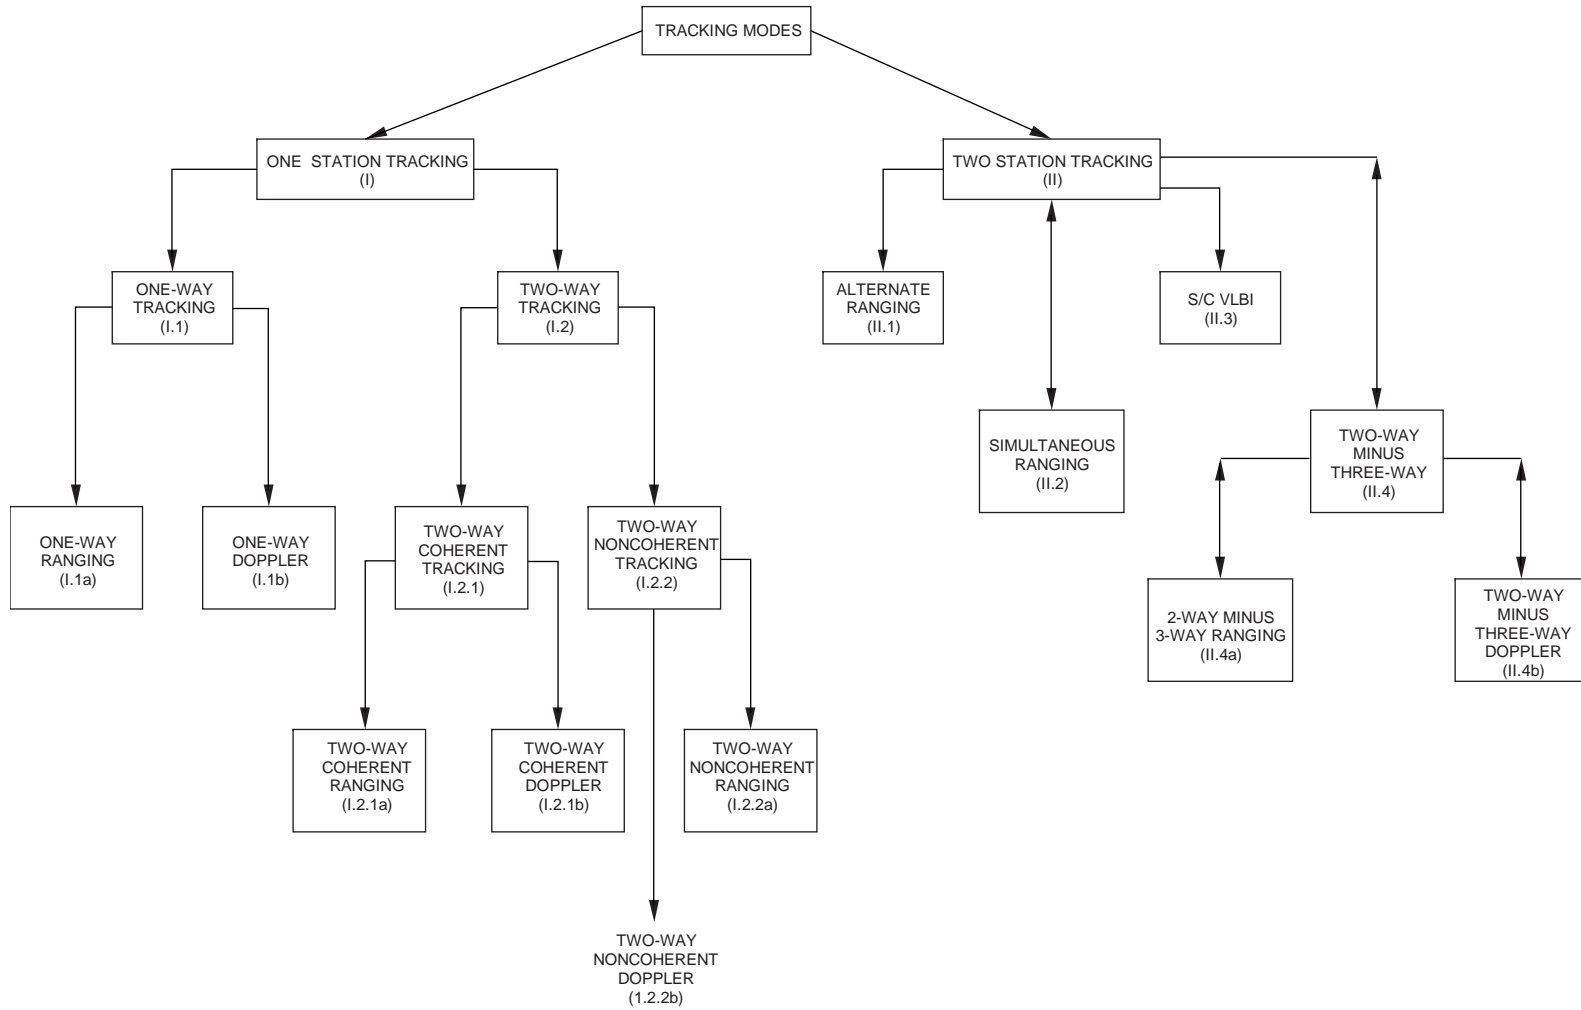 TRACKING MODES
ONE STATION TRACKING
(I)
TWO STATION TRACKING
(II)
ONE-WAY
TRACKING
(I.1)
TWO-WAY
TRACKING
(I.2)
ALTERNATE
RANGING
(II.1)
S/C VLBI
(II.3)
SIMULTANEOUS
RANGING
(II.2)
TWO-WAY
MINUS
THREE-WAY
(II.4)
ONE-WAY
RANGING
(I.1a)
ONE-WAY
DOPPLER
(I.1b)
TWO-WAY
COHERENT
TRACKING
(I.2.1)
TWO-WAY
NONCOHERENT
TRACKING
(I.2.2)
2-WAY MINUS
3-WAY RANGING
(II.4a)
TWO-WAY
MINUS
THREE-WAY
DOPPLER
(II.4b)
TWO-WAY
COHERENT
RANGING
(I.2.1a)
TWO-WAY
COHERENT
DOPPLER
(I.2.1b)
TWO-WAY
NONCOHERENT
RANGING
(I.2.2a)
TWO-WAY
NONCOHERENT
DOPPLER
(1.2.2b)